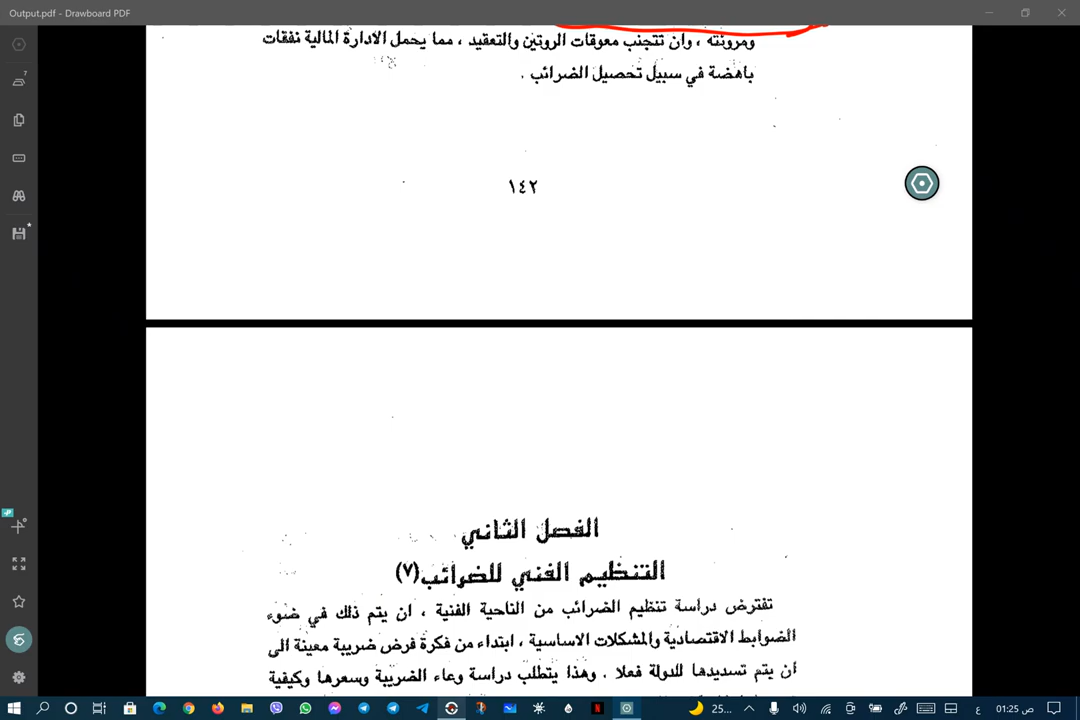 Output.pdf - Drawboard PDF
ومرونته ، وان تتجنب معوقات الروتين والتعقيد ، مما يحمل الادارة المالية نفقات
باهضة في سبيل تحصيل الضرائب .
١٤٢
الفصل الثاني
التنظيم الفني للضرائب(٧)
تفترض دراسة تنظيم الضرائب من الناحية الفنية ، ان يتم ذلك في ضوء
الضوابط الاقتصادية والمشكلات الاساسية ، ابتداء من فكرة فرض ضريبة معينة الى
أن يتم تسديدها للدولة فعلا . وهذا يتطلب دراسة وعاء الضريبة وسعرها وكيفية
25...
ع
01:25 ص